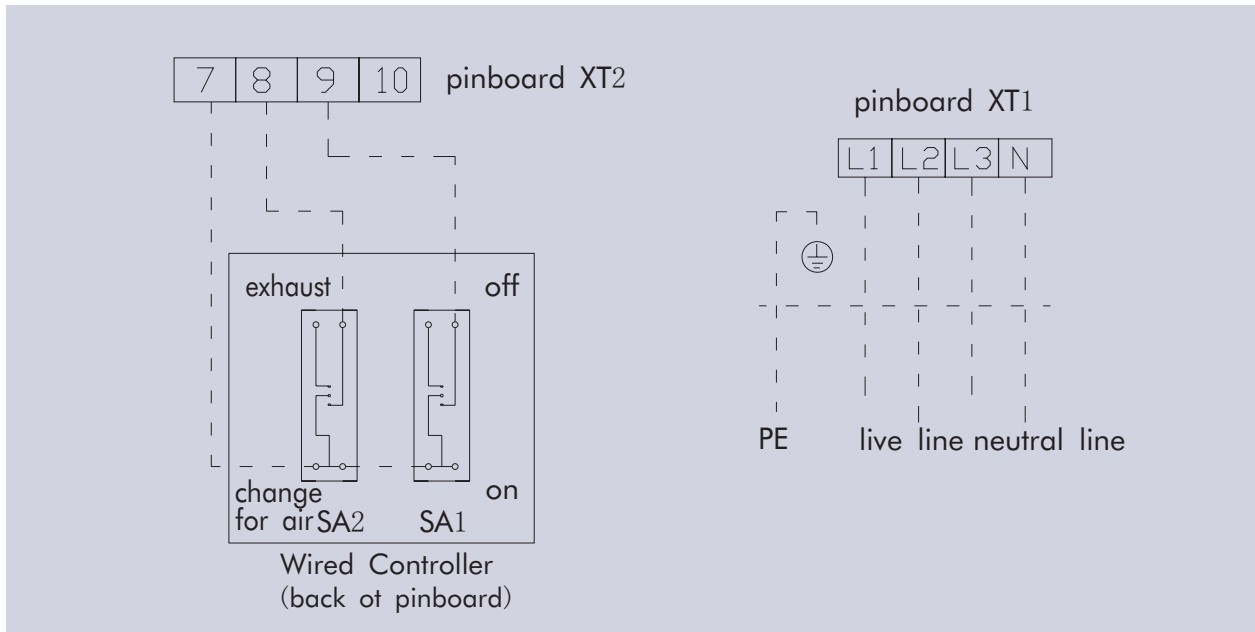 7 8 9 10 pinboard XT2
pinboard XT1
L1 L2 L3 N
exhaust off
change on
for air SA2 SA1
PE live line neutral line
Wired Controller
(back ot pinboard)